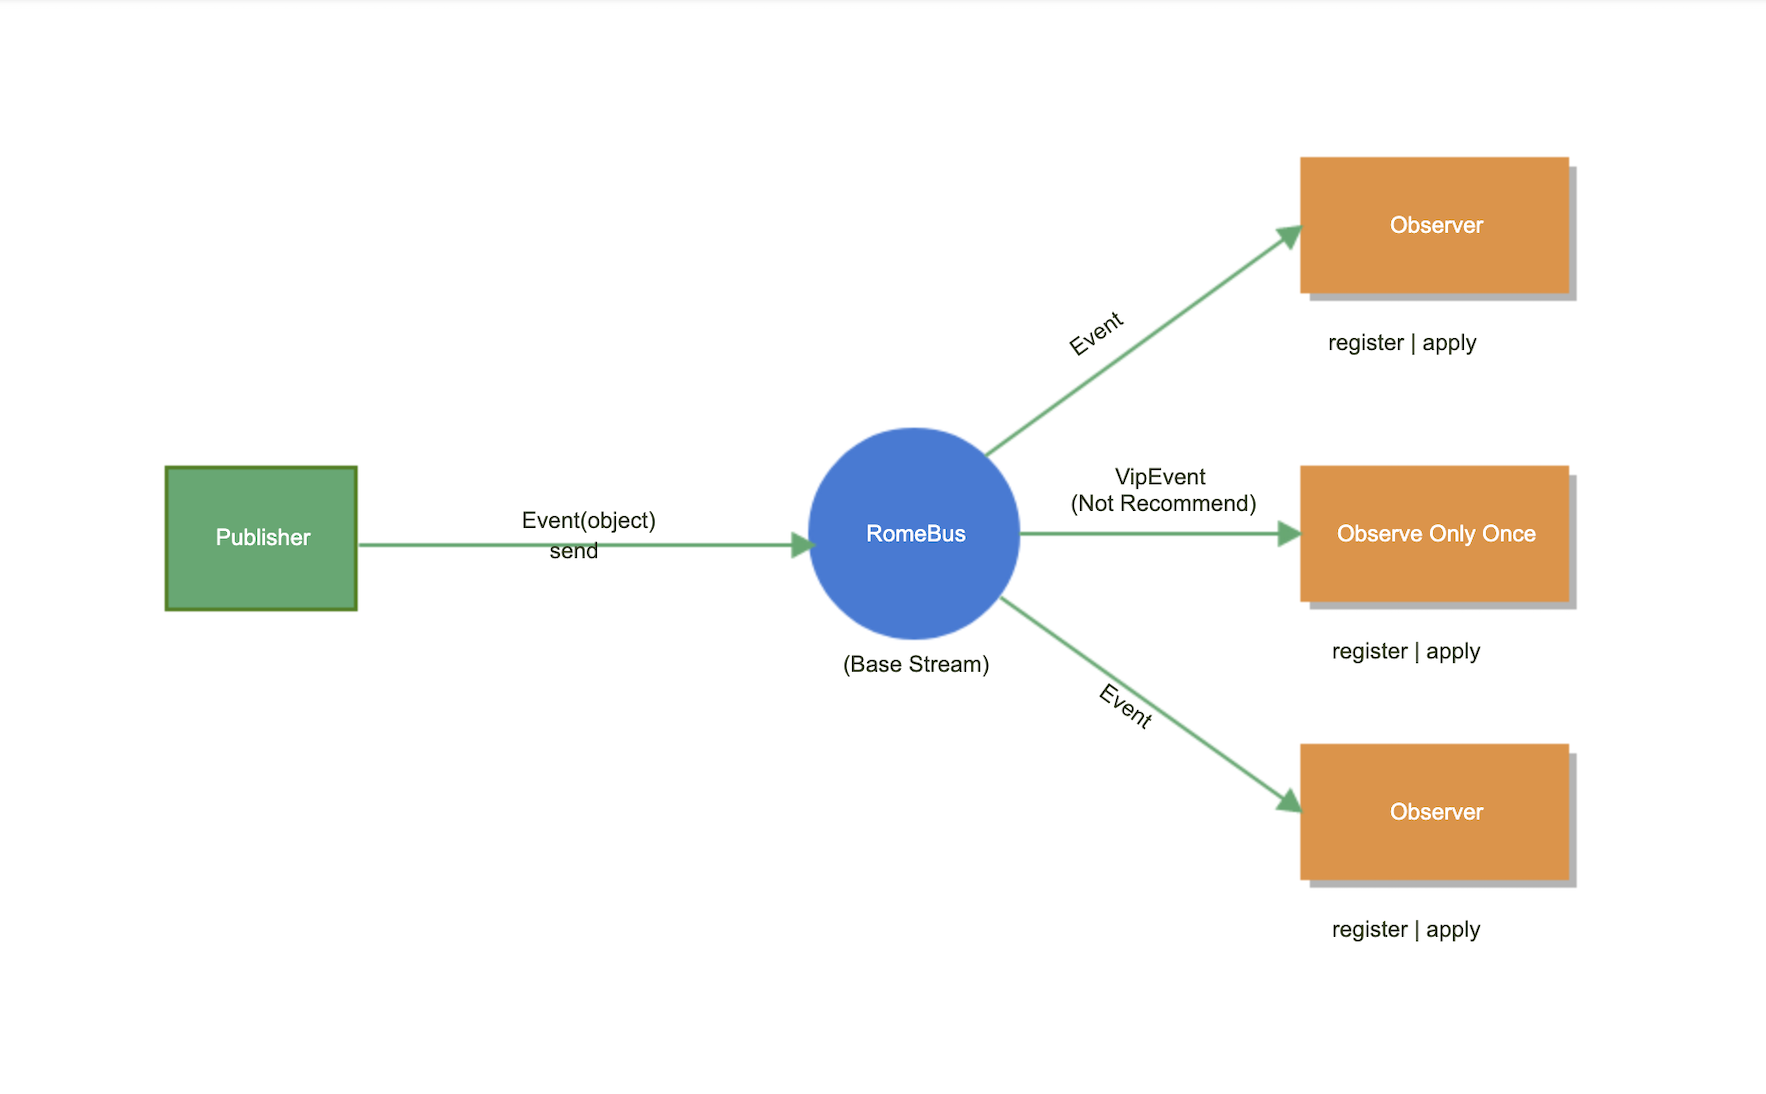 Publisher
Event(object)
send
RomeBus
(Base Stream)
Event
VipEvent
(Not Recommend)
Event
Observer
register | apply
Observe Only Once
register | apply
Observer
register | apply